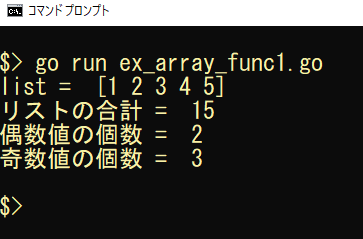 コマンド プロンプト
$> go run ex_array_func1.go
list =  [1 2 3 4 5]
リストの合計 =  15
偶数値の個数 =  2
奇数値の個数 =  3
$>